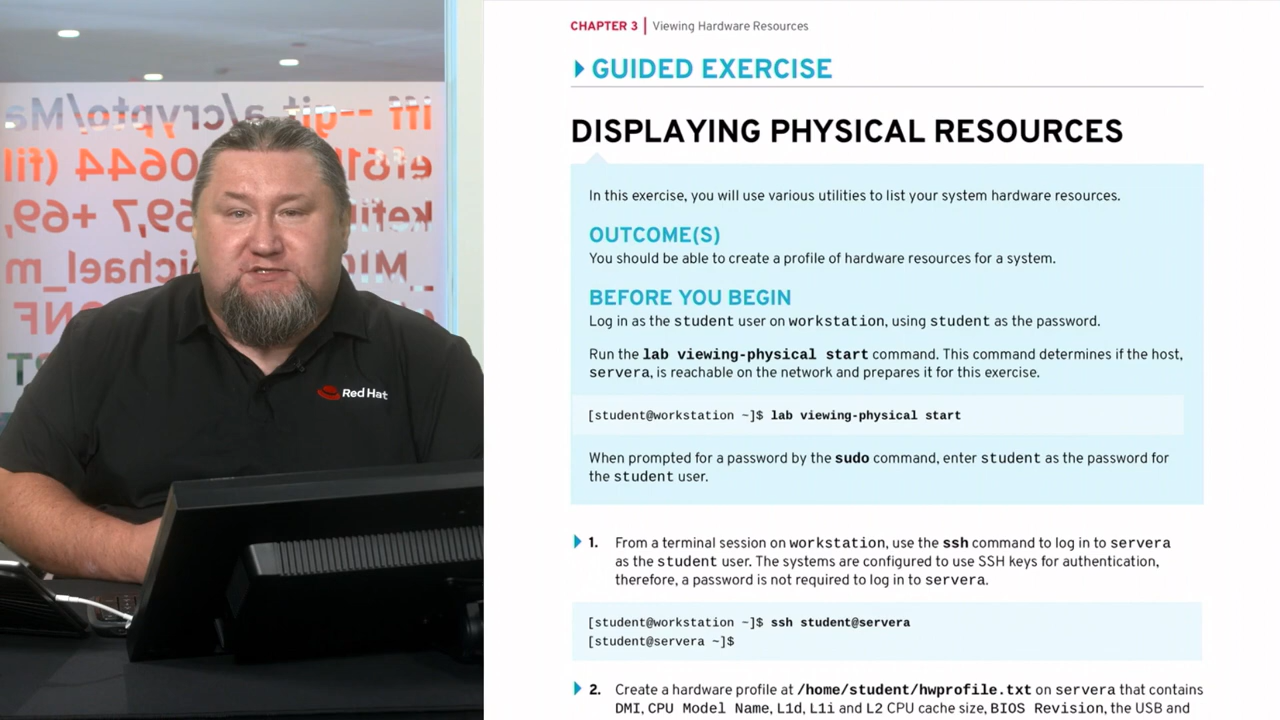 CHAPTER 3 | Viewing Hardware Resources
GUIDED EXERCISE
DISPLAYING PHYSICAL RESOURCES
In this exercise, you will use various utilities to list your system hardware resources.
OUTCOME(S)
You should be able to create a profile of hardware resources for a system.
BEFORE YOU BEGIN
Log in as the student user on workstation, using student as the password.
Run the lab viewing-physical start command. This command determines if the host,
servera, is reachable on the network and prepares it for this exercise.
[student@workstation ~]$ lab viewing-physical start
When prompted for a password by the sudo command, enter student as the password for
the student user.
1. From a terminal session on workstation, use the ssh command to log in to servera
as the student user. The systems are configured to use SSH keys for authentication,
therefore, a password is not required to log in to servera.
[student@workstation ~]$ ssh student@servera
[student@servera ~]$
2. Create a hardware profile at /home/student/hwprofile.txt on servera that contains
DMI, CPU Model Name, L1d, L1i and L2 CPU cache size, BIOS Revision, the USB and
Red Hat